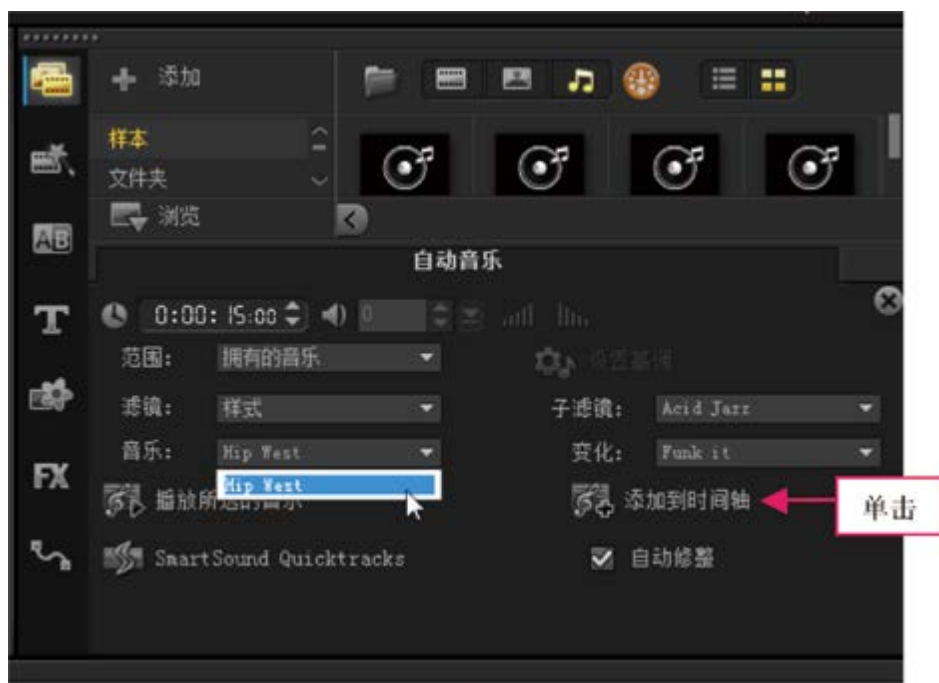 添加
样本
文件夹
浏览
AB
自动音乐
T
0:00:15:00
0
范围：
拥有的音乐
滤镜：
样式
子滤镜：
Acid Jazz
音乐：
Hip West
变化：
Funk it
FX
Hip West
播放所选的音乐
添加到时间轴
单击
SmartSound Quicktracks
自动修整